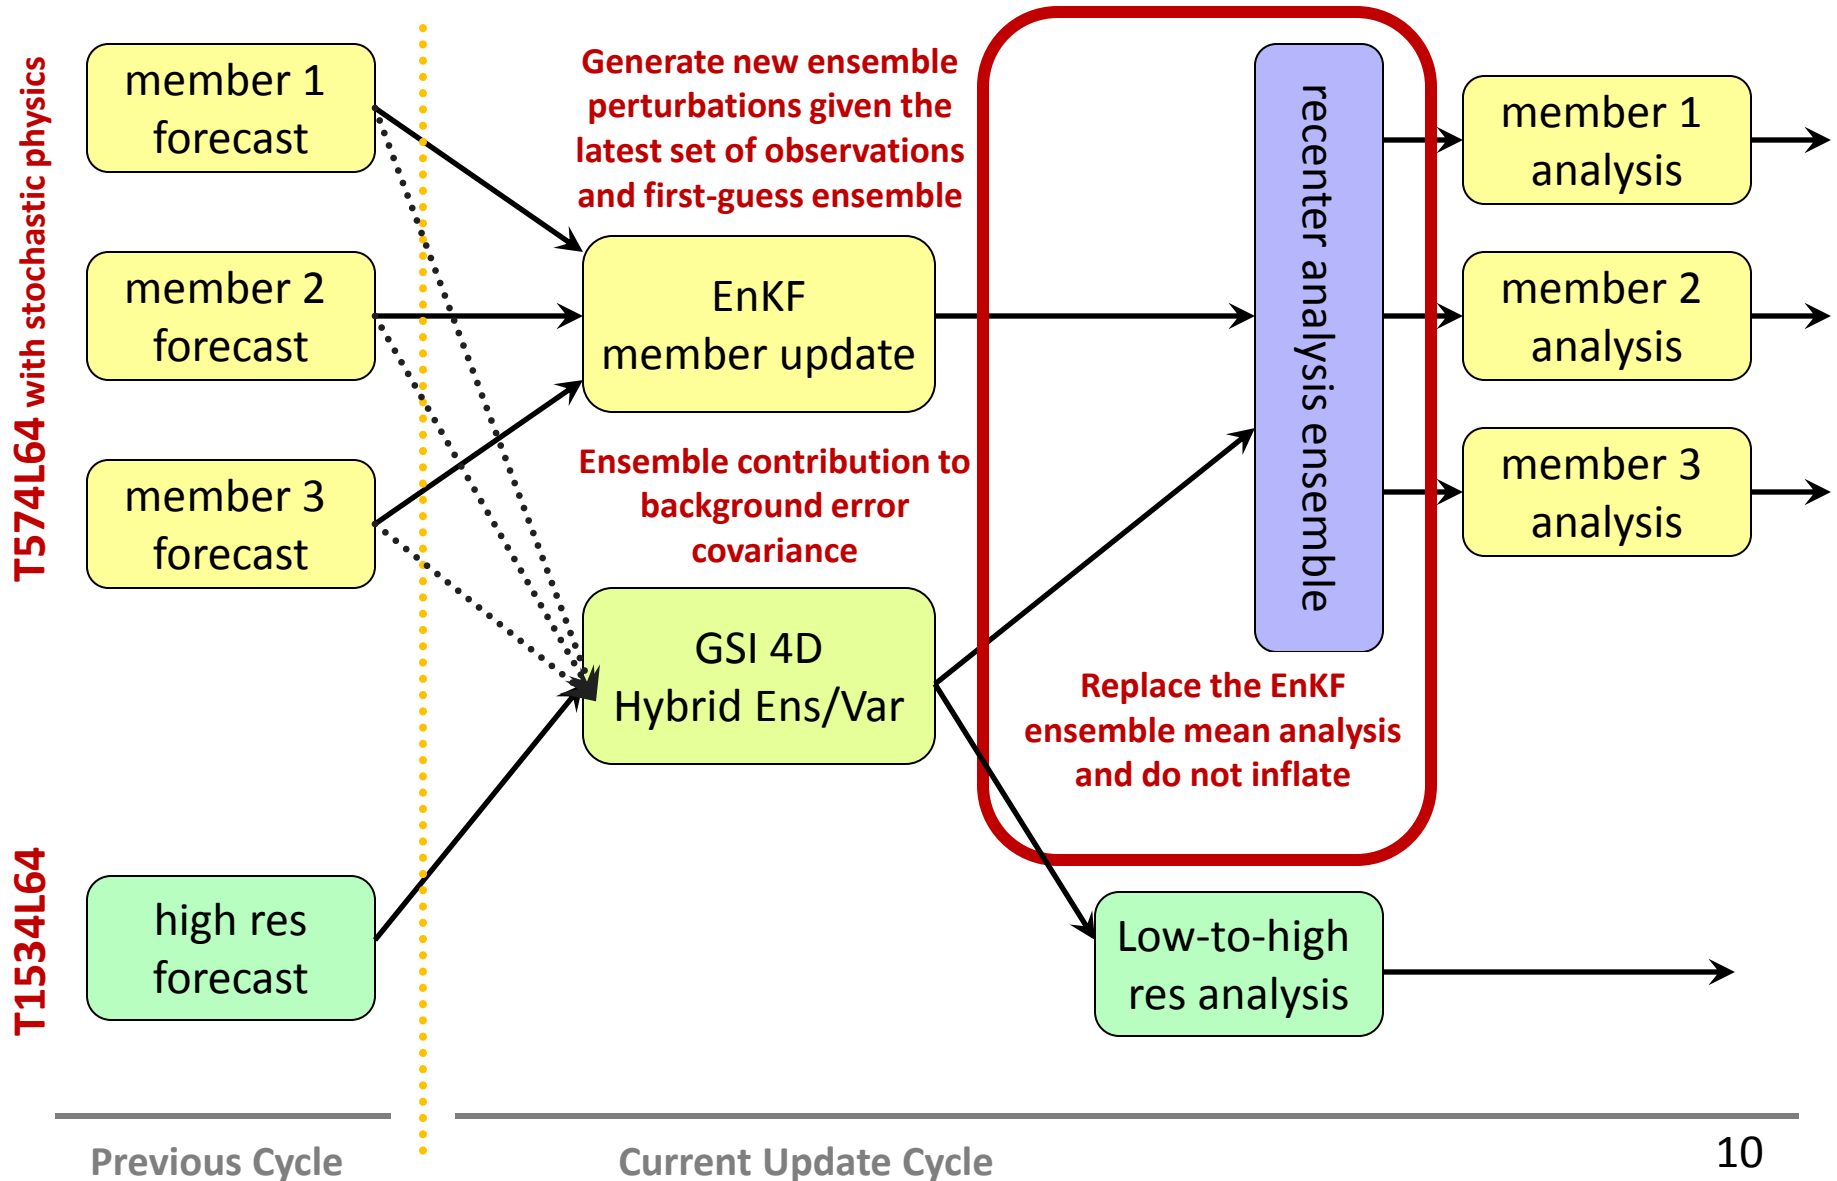 T574L64 with stochastic physics
member 1
forecast
member 2
forecast
member 3
forecast
T1534L64
high res
forecast
Generate new ensemble
perturbations given the
latest set of observations
and first-guess ensemble
EnKF
member update
Ensemble contribution to
background error
covariance
GSI 4D
Hybrid Ens/Var
recenter analysis ensemble
Replace the EnKF
ensemble mean analysis
and do not inflate
Low-to-high
res analysis
member 1
analysis
member 2
analysis
member 3
analysis
Previous Cycle
Current Update Cycle
10